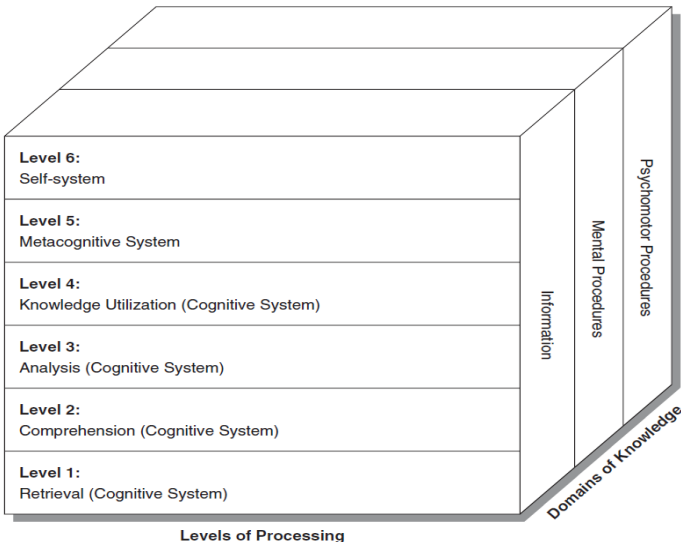 Level 6:
Self-system
Level 5:
Metacognitive System
Level 4:
Knowledge Utilization (Cognitive System)
Level 3:
Analysis (Cognitive System)
Level 2:
Comprehension (Cognitive System)
Level 1:
Retrieval (Cognitive System)
Information
Mental Procedures
Psychomotor Procedures
Levels of Processing
Domains of Knowledge